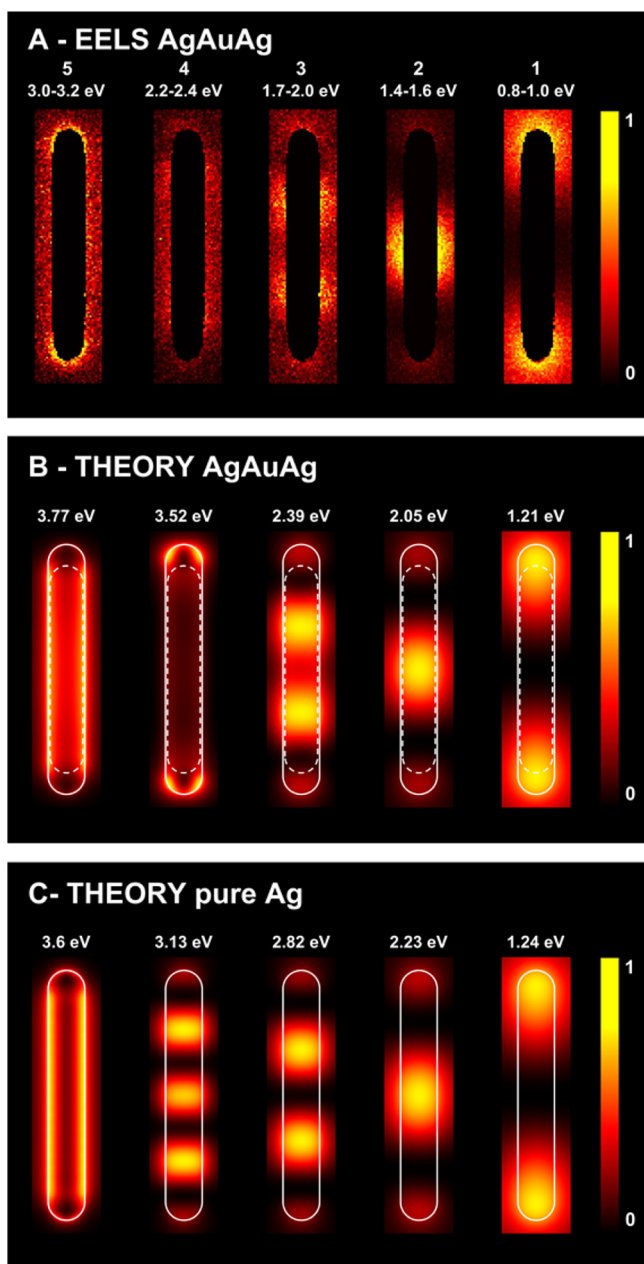 A - EELS AgAuAg
5 4 3 2 1
3.0-3.2 eV 2.2-2.4 eV 1.7-2.0 eV 1.4-1.6 eV 0.8-1.0 eV
1
0
B - THEORY AgAuAg
3.77 eV 3.52 eV 2.39 eV 2.05 eV 1.21 eV
1
0
C- THEORY pure Ag
3.6 eV 3.13 eV 2.82 eV 2.23 eV 1.24 eV
1
0